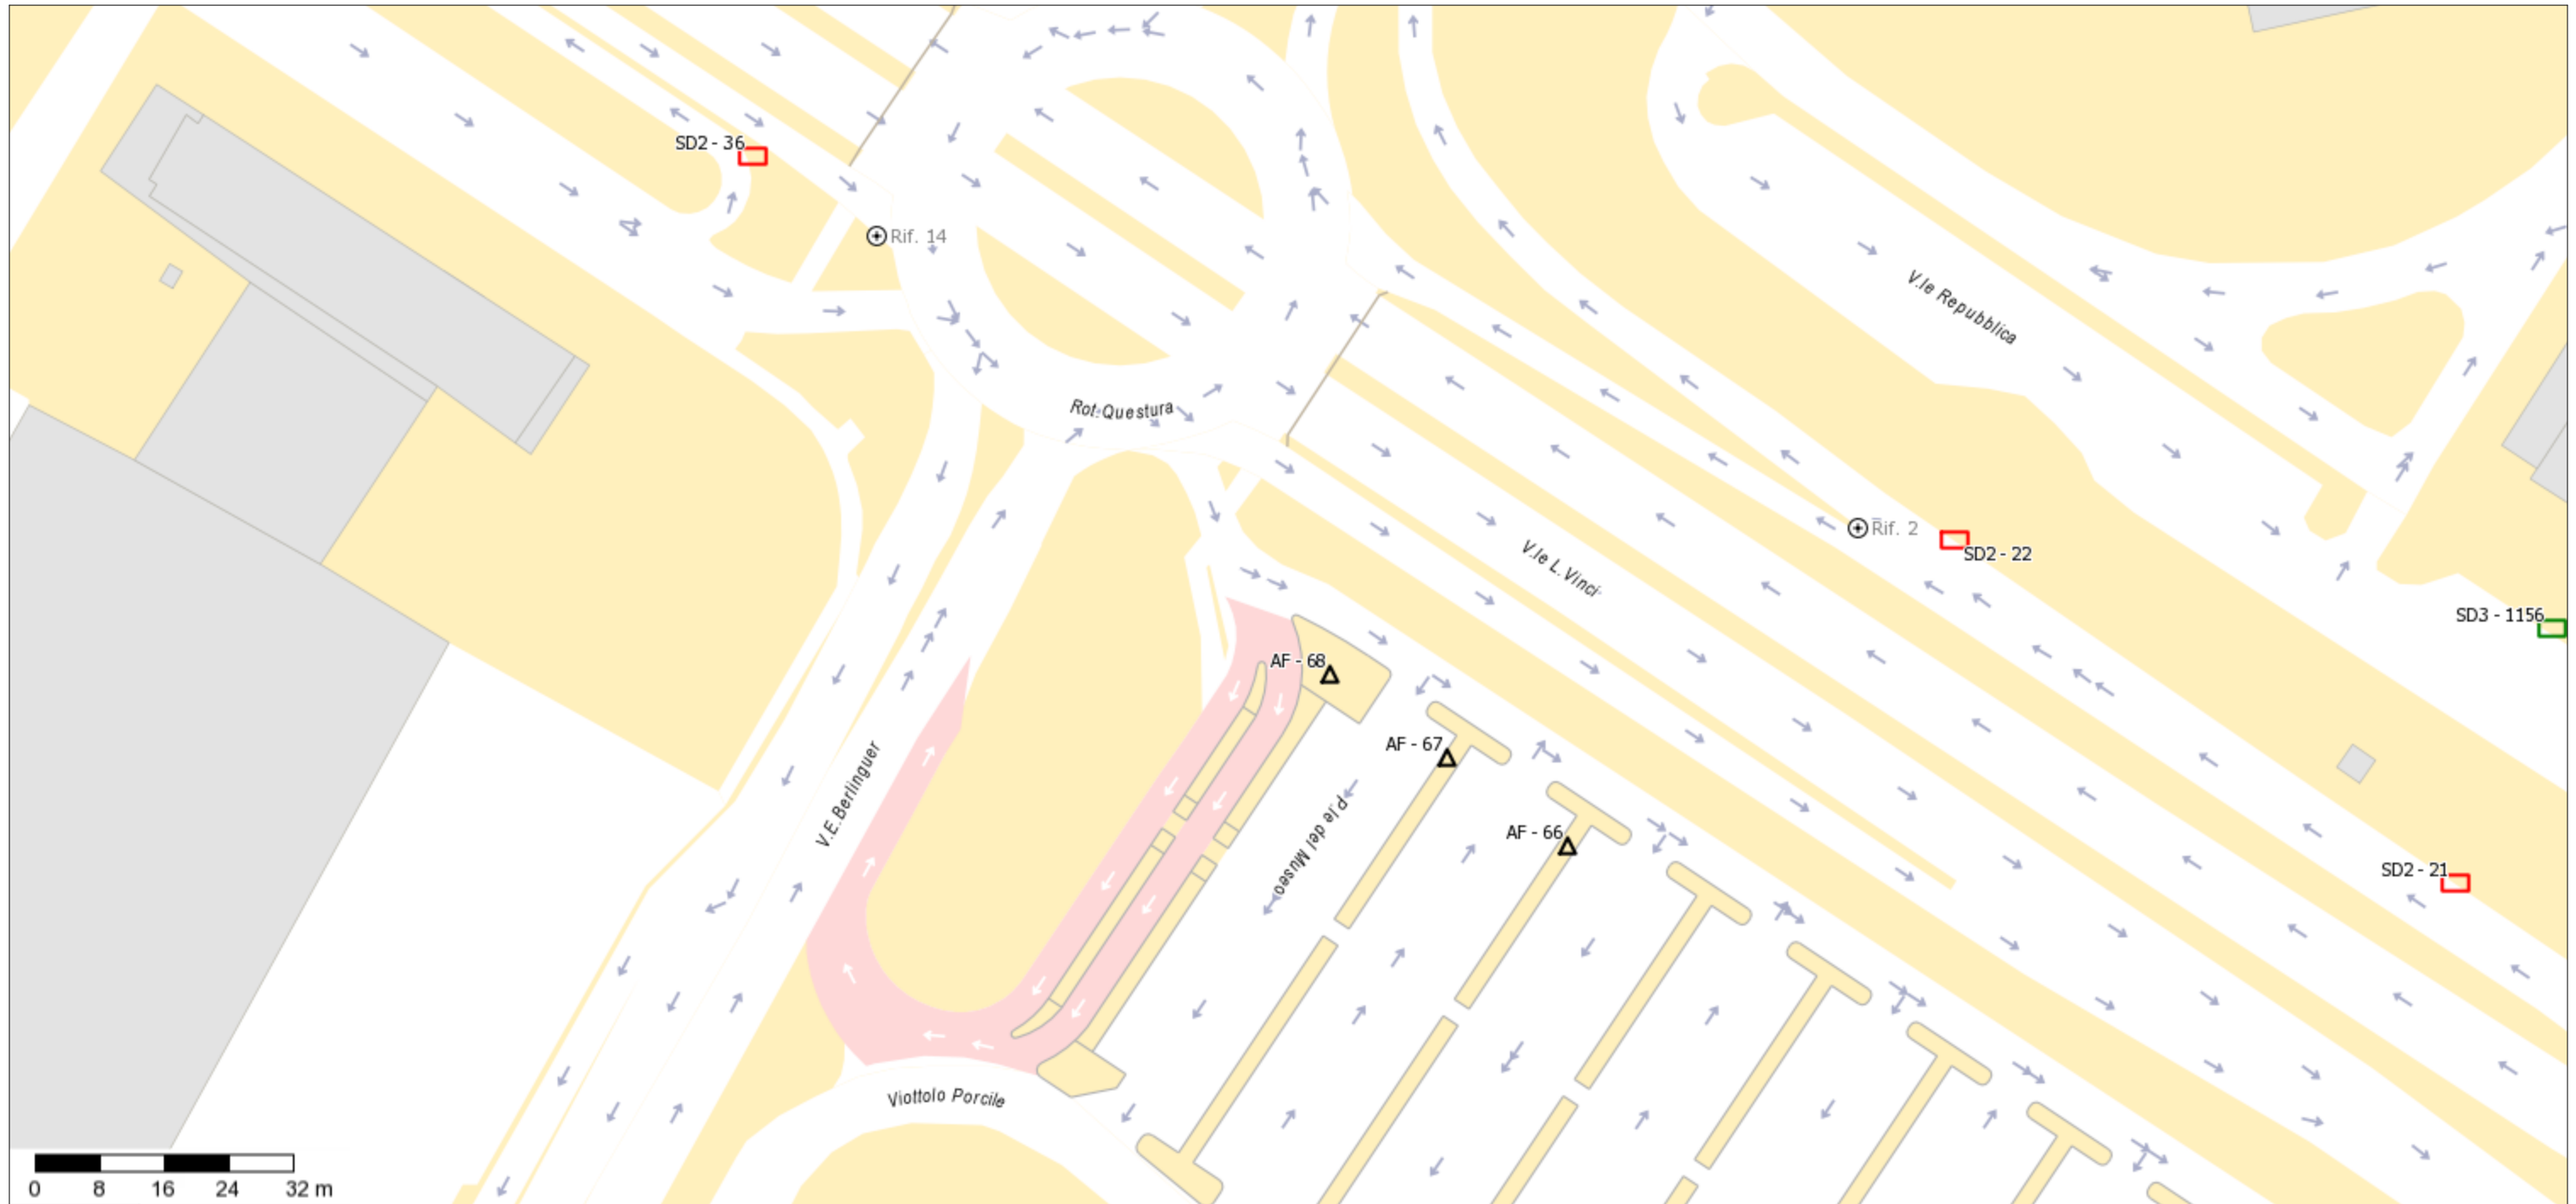 SD2 - 36
Rif. 14
V.le Repubblica
Rot. Questura
Rif. 2
SD2 - 22
V.le L. Vinci
SD3 - 1156
AF - 68
AF - 67
V.E.Berlinguer
P.le del Museo
AF - 66
SD2 - 21
Viottolo Porcile
0 8 16 24 32 m